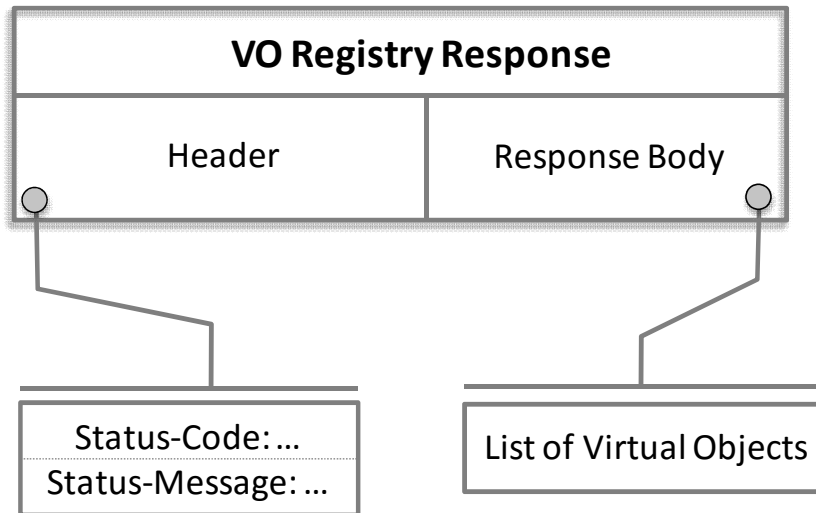 VO Registry Response
Header
Response Body
Status-Code: ...
Status-Message: ...
List of Virtual Objects